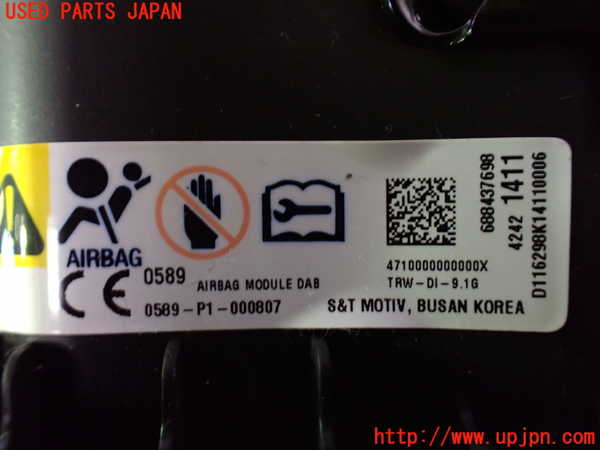 USED PARTS JAPAN
AIRBAG
CE 0589
AIRBAG MODULE DAB
0589-P1-000807
4710000000000X
TRW-DI-9.1G
S&T MOTIV, BUSAN KOREA
688437698
4242 1411
D116298K14110006
http://www.upjpn.com/